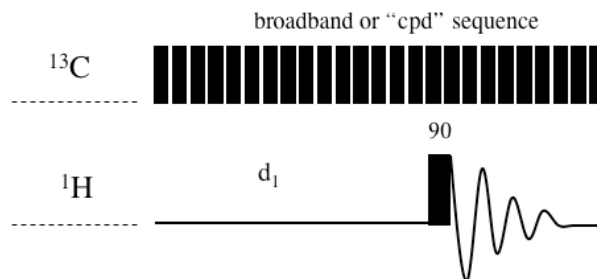 broadband or “cpd” sequence
¹³C
90
d₁
¹H